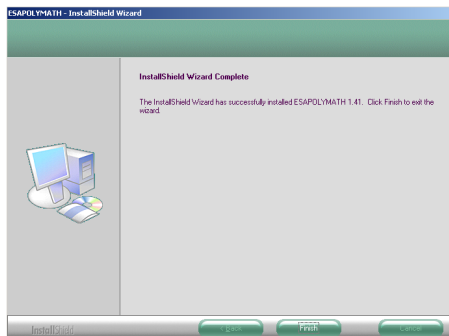 ESAPOLYMATH - InstallShield Wizard
InstallShield Wizard Complete
The InstallShield Wizard has successfully installed ESAPOLYMATH 1.41. Click Finish to exit the
wizard.
InstallShield
< Back
Finish
Cancel